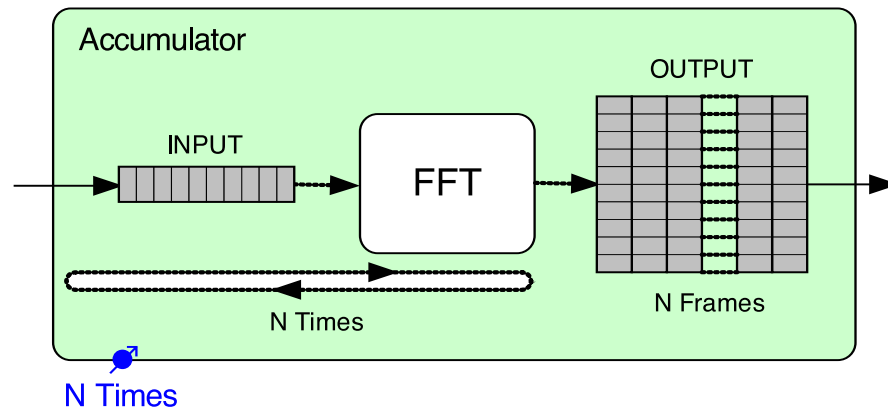 Accumulator
OUTPUT
INPUT
FFT
N Frames
N Times
N Times